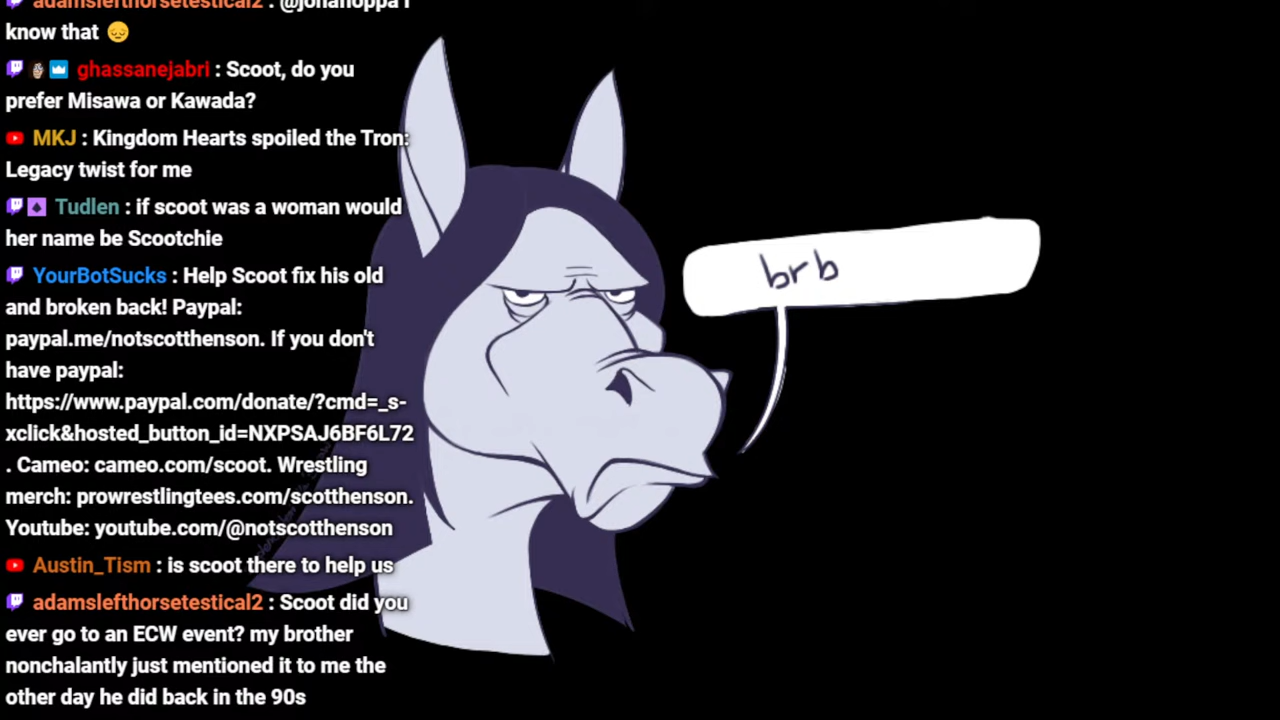 adamslefthorsetestical2 : @jonahoppa I
know that 😔
ghassanejabri : Scoot, do you
prefer Misawa or Kawada?
MKJ : Kingdom Hearts spoiled the Tron:
Legacy twist for me
Tudlen : if scoot was a woman would
her name be Scootchie
YourBotSucks : Help Scoot fix his old
and broken back! Paypal:
paypal.me/notscotthenson. If you don't
have paypal:
https://www.paypal.com/donate/?cmd=_s-
xclick&hosted_button_id=NXPSAJ6BF6L72
. Cameo: cameo.com/scoot. Wrestling
merch: prowrestlingtees.com/scotthenson.
Youtube: youtube.com/@notscotthenson
Austin_Tism : is scoot there to help us
adamslefthorsetestical2 : Scoot did you
ever go to an ECW event? my brother
nonchalantly just mentioned it to me the
other day he did back in the 90s
brb